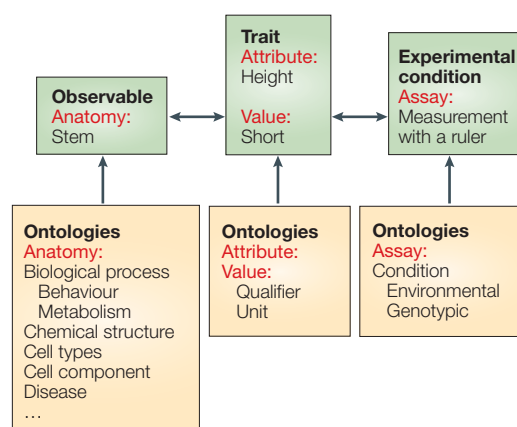 Observable
Anatomy:
Stem
Trait
Attribute:
Height
Value:
Short
Experimental
condition
Assay:
Measurement
with a ruler
Ontologies
Anatomy:
Biological process
Behaviour
Metabolism
Chemical structure
Cell types
Cell component
Disease
…
Ontologies
Attribute:
Value:
Qualifier
Unit
Ontologies
Assay:
Condition
Environmental
Genotypic